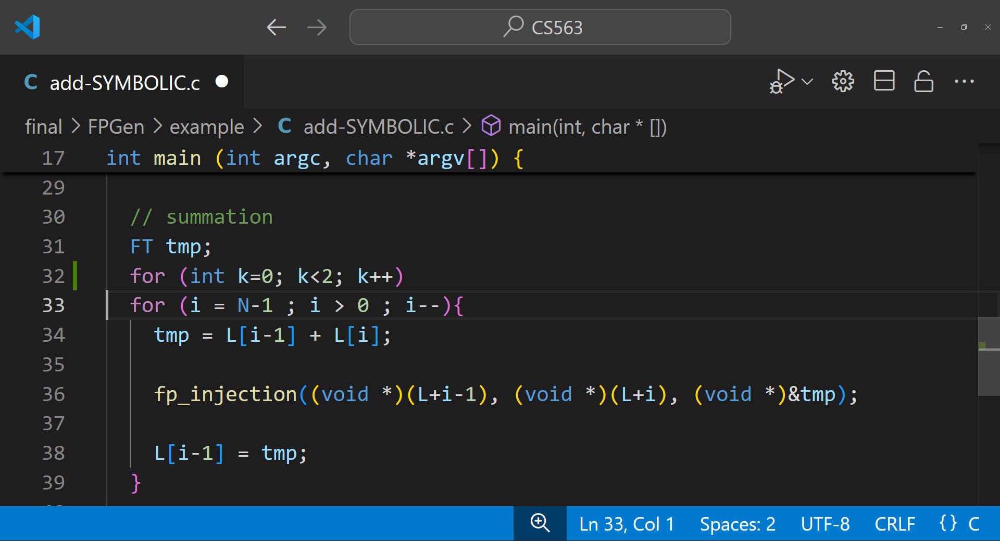 CS563
C add-SYMBOLIC.c
final > FPGen > example > C add-SYMBOLIC.c > main(int, char * [])
17 int main (int argc, char *argv[]) {
29
30 // summation
31 FT tmp;
32 for (int k=0; k<2; k++)
33 for (i = N-1 ; i > 0 ; i--){
34 tmp = L[i-1] + L[i];
35
36 fp_injection((void *)(L+i-1), (void *)(L+i), (void *)&tmp);
37
38 L[i-1] = tmp;
39 }
Ln 33, Col 1 Spaces: 2 UTF-8 CRLF {} C